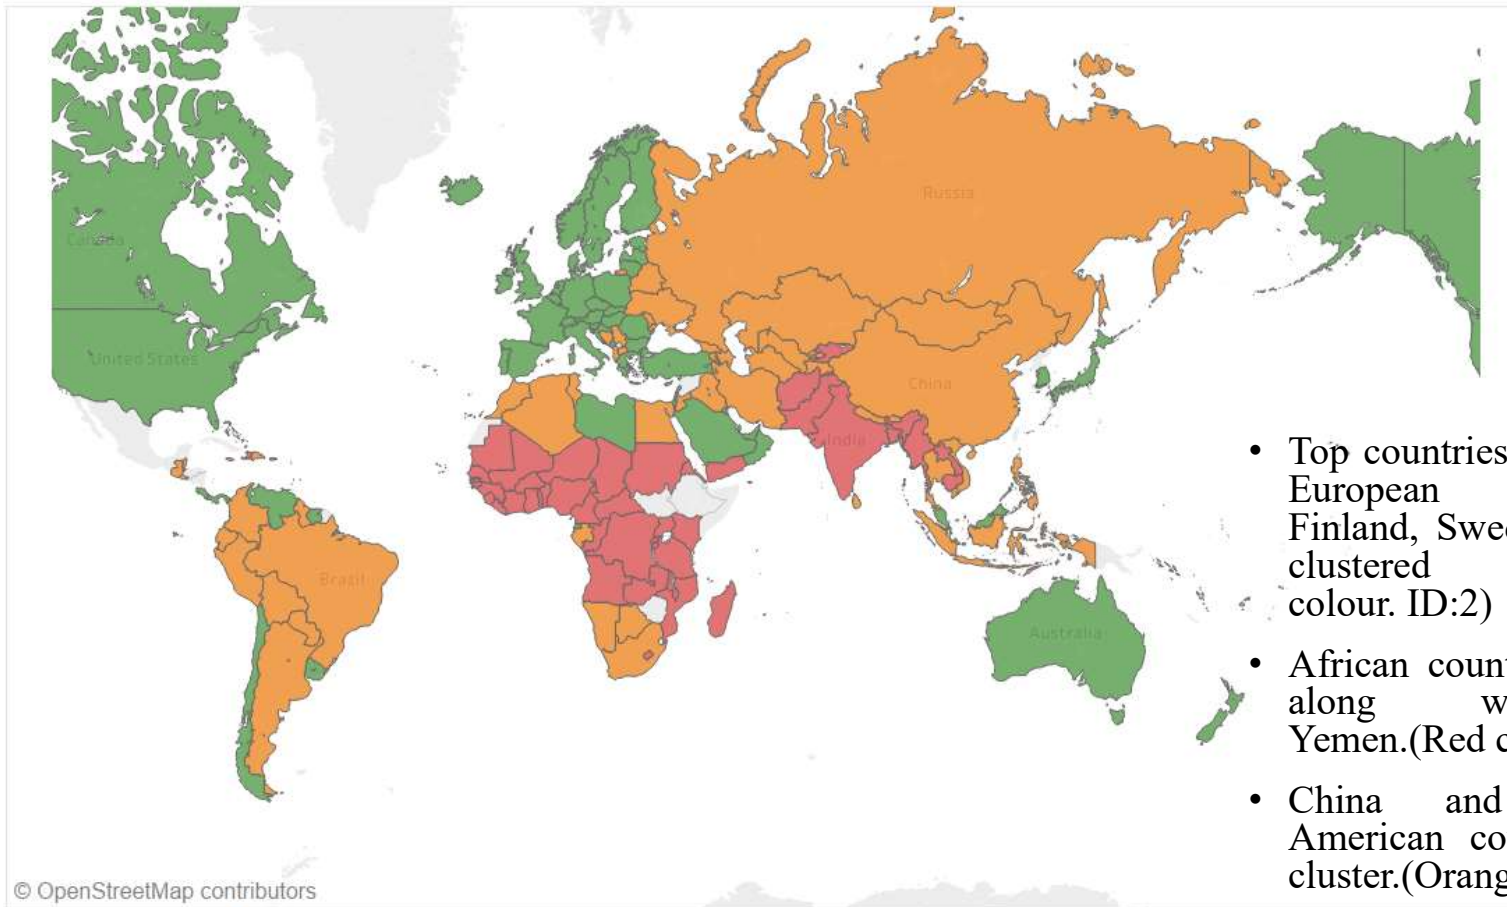 Canada
United States
Russia
China
India
Brazil
Australia
• Top countries
European
Finland, Swe
clustered
colour. ID:2)
• African coun
along w
Yemen.(Red c
• China and
American co
cluster.(Orang
© OpenStreetMap contributors